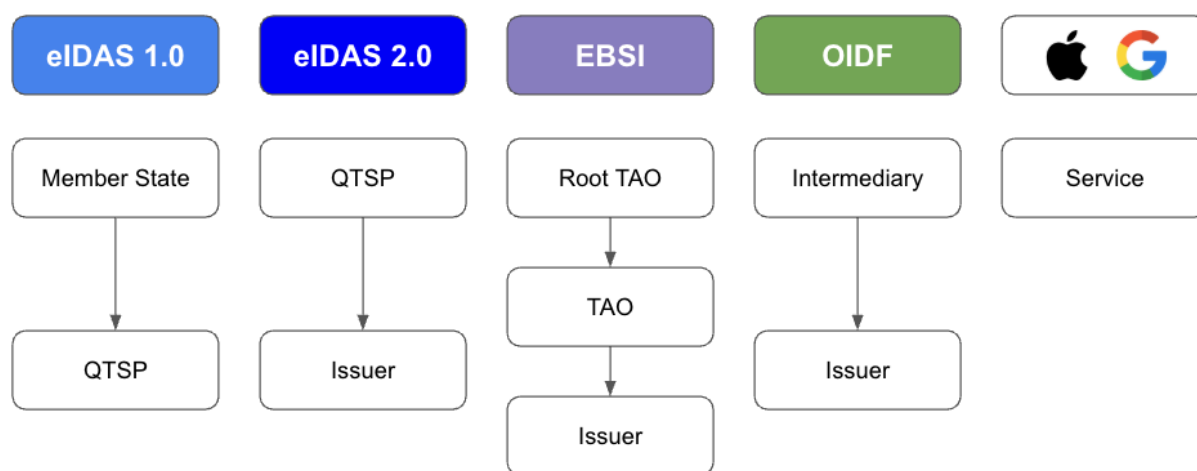 eIDAS 1.0
eIDAS 2.0
EBSI
OIDF
Member State
QTSP
Root TAO
Intermediary
Service
TAO
QTSP
Issuer
Issuer
Issuer